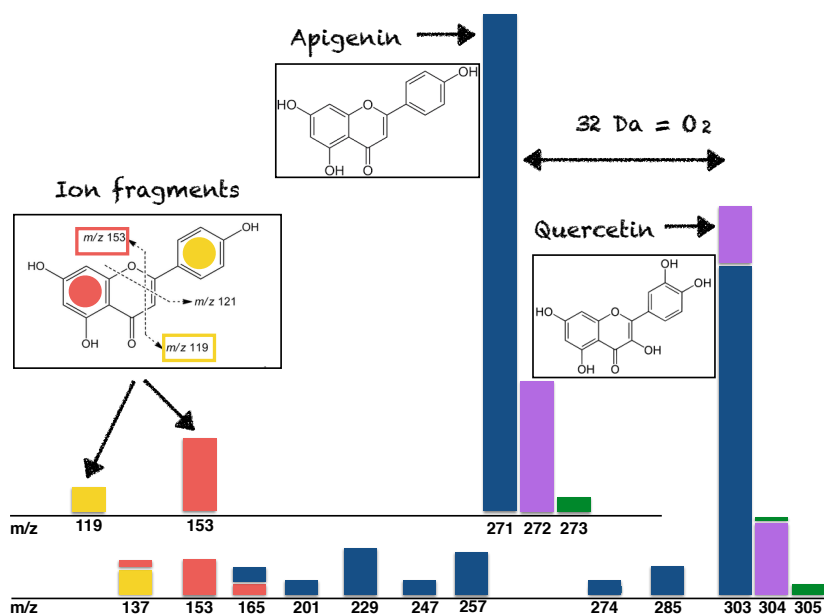 Apigenin
OH
HO
O
OH
O
32 Da = O₂
Ion fragments
OH
m/z 153
HO
O
m/z 121
OH
O
m/z 119
Quercetin
OH
OH
HO
O
OH
OH
O
m/z 119 153 271 272 273
m/z 137 153 165 201 229 247 257 274 285 303 304 305